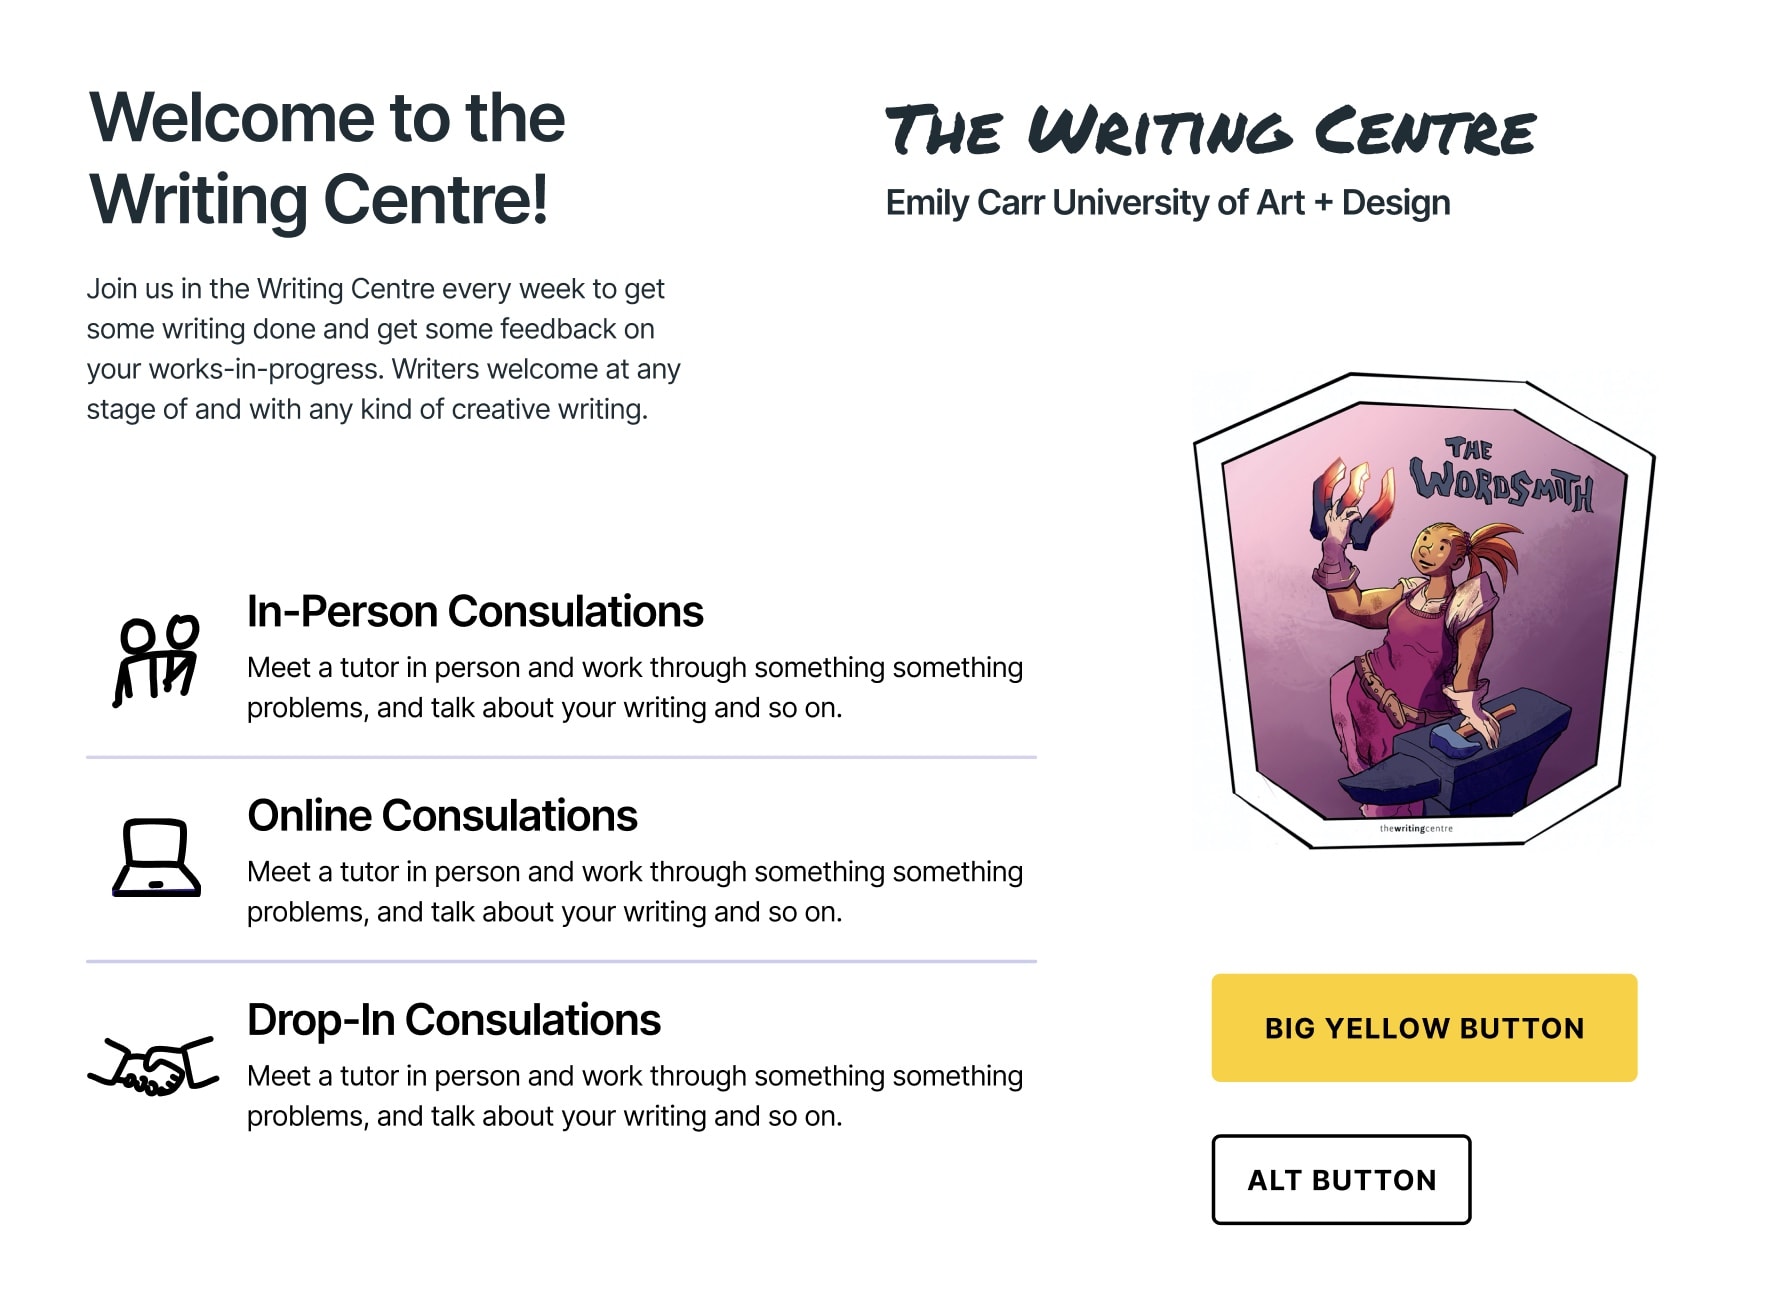 Welcome to the
Writing Centre!
Join us in the Writing Centre every week to get
some writing done and get some feedback on
your works-in-progress. Writers welcome at any
stage of and with any kind of creative writing.
THE WRITING CENTRE
Emily Carr University of Art + Design
In-Person Consulations
Meet a tutor in person and work through something something
problems, and talk about your writing and so on.
Online Consulations
Meet a tutor in person and work through something something
problems, and talk about your writing and so on.
Drop-In Consulations
Meet a tutor in person and work through something something
problems, and talk about your writing and so on.
THE
WORDSMITH
thewritingcentre
BIG YELLOW BUTTON
ALT BUTTON